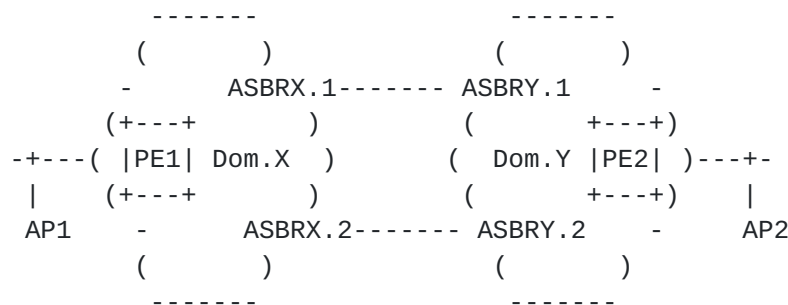 -------                -------
         (       )              (       )
        -      ASBRX.1------- ASBRY.1     -
       (+---+       )         (       +---+)
 -+---( |PE1| Dom.X  )       (  Dom.Y |PE2| )---+-
  |    (+---+       )         (       +---+)    |
 AP1    -      ASBRX.2------- ASBRY.2     -    AP2
         (       )              (       )
          -------                -------